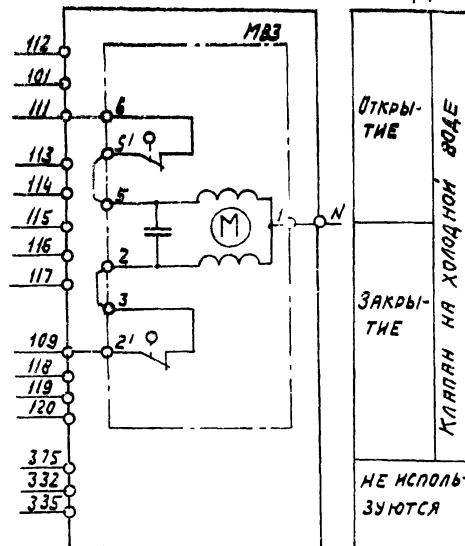 112
101
111
113
114
115
116
117
109
118
119
120
375
332
335
МВ3
6
5'
5
2
3
2'
М
1
N
ОТКРЫ-
ТИЕ
ЗАКРЫ-
ТИЕ
КЛАПАН НА ХОЛОДНОЙ ВОДЕ
НЕ ИСПОЛЬ-
ЗУЮТСЯ